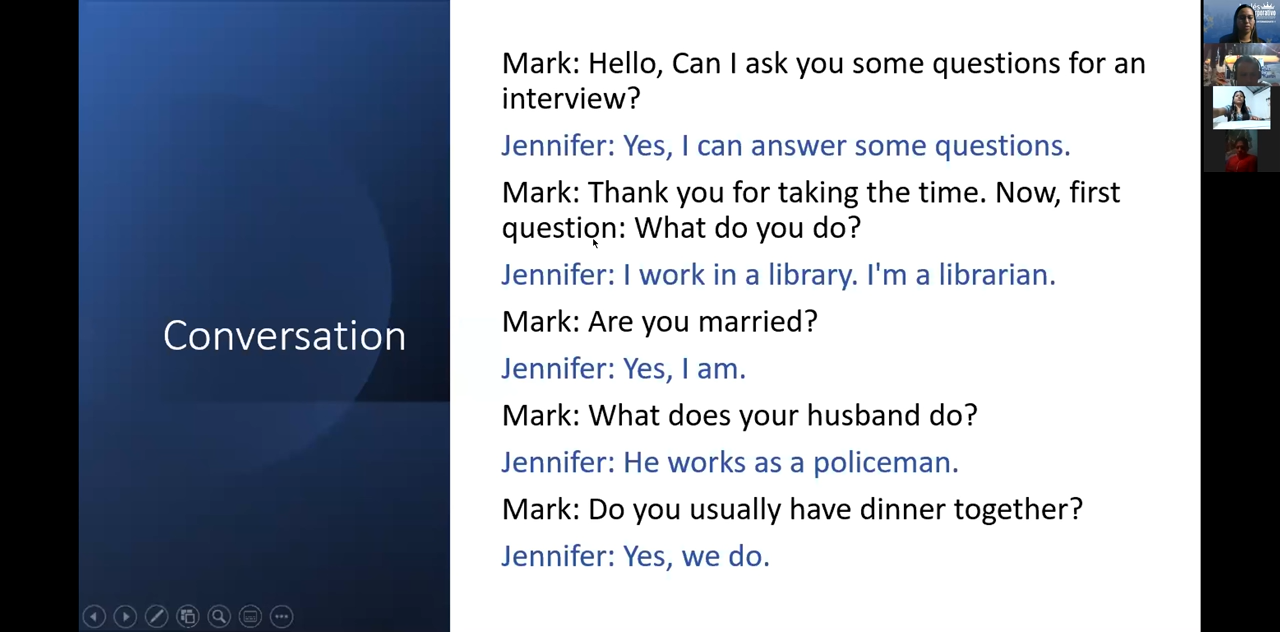 Conversation
Mark: Hello, Can I ask you some questions for an
interview?
Jennifer: Yes, I can answer some questions.
Mark: Thank you for taking the time. Now, first
question: What do you do?
Jennifer: I work in a library. I'm a librarian.
Mark: Are you married?
Jennifer: Yes, I am.
Mark: What does your husband do?
Jennifer: He works as a policeman.
Mark: Do you usually have dinner together?
Jennifer: Yes, we do.